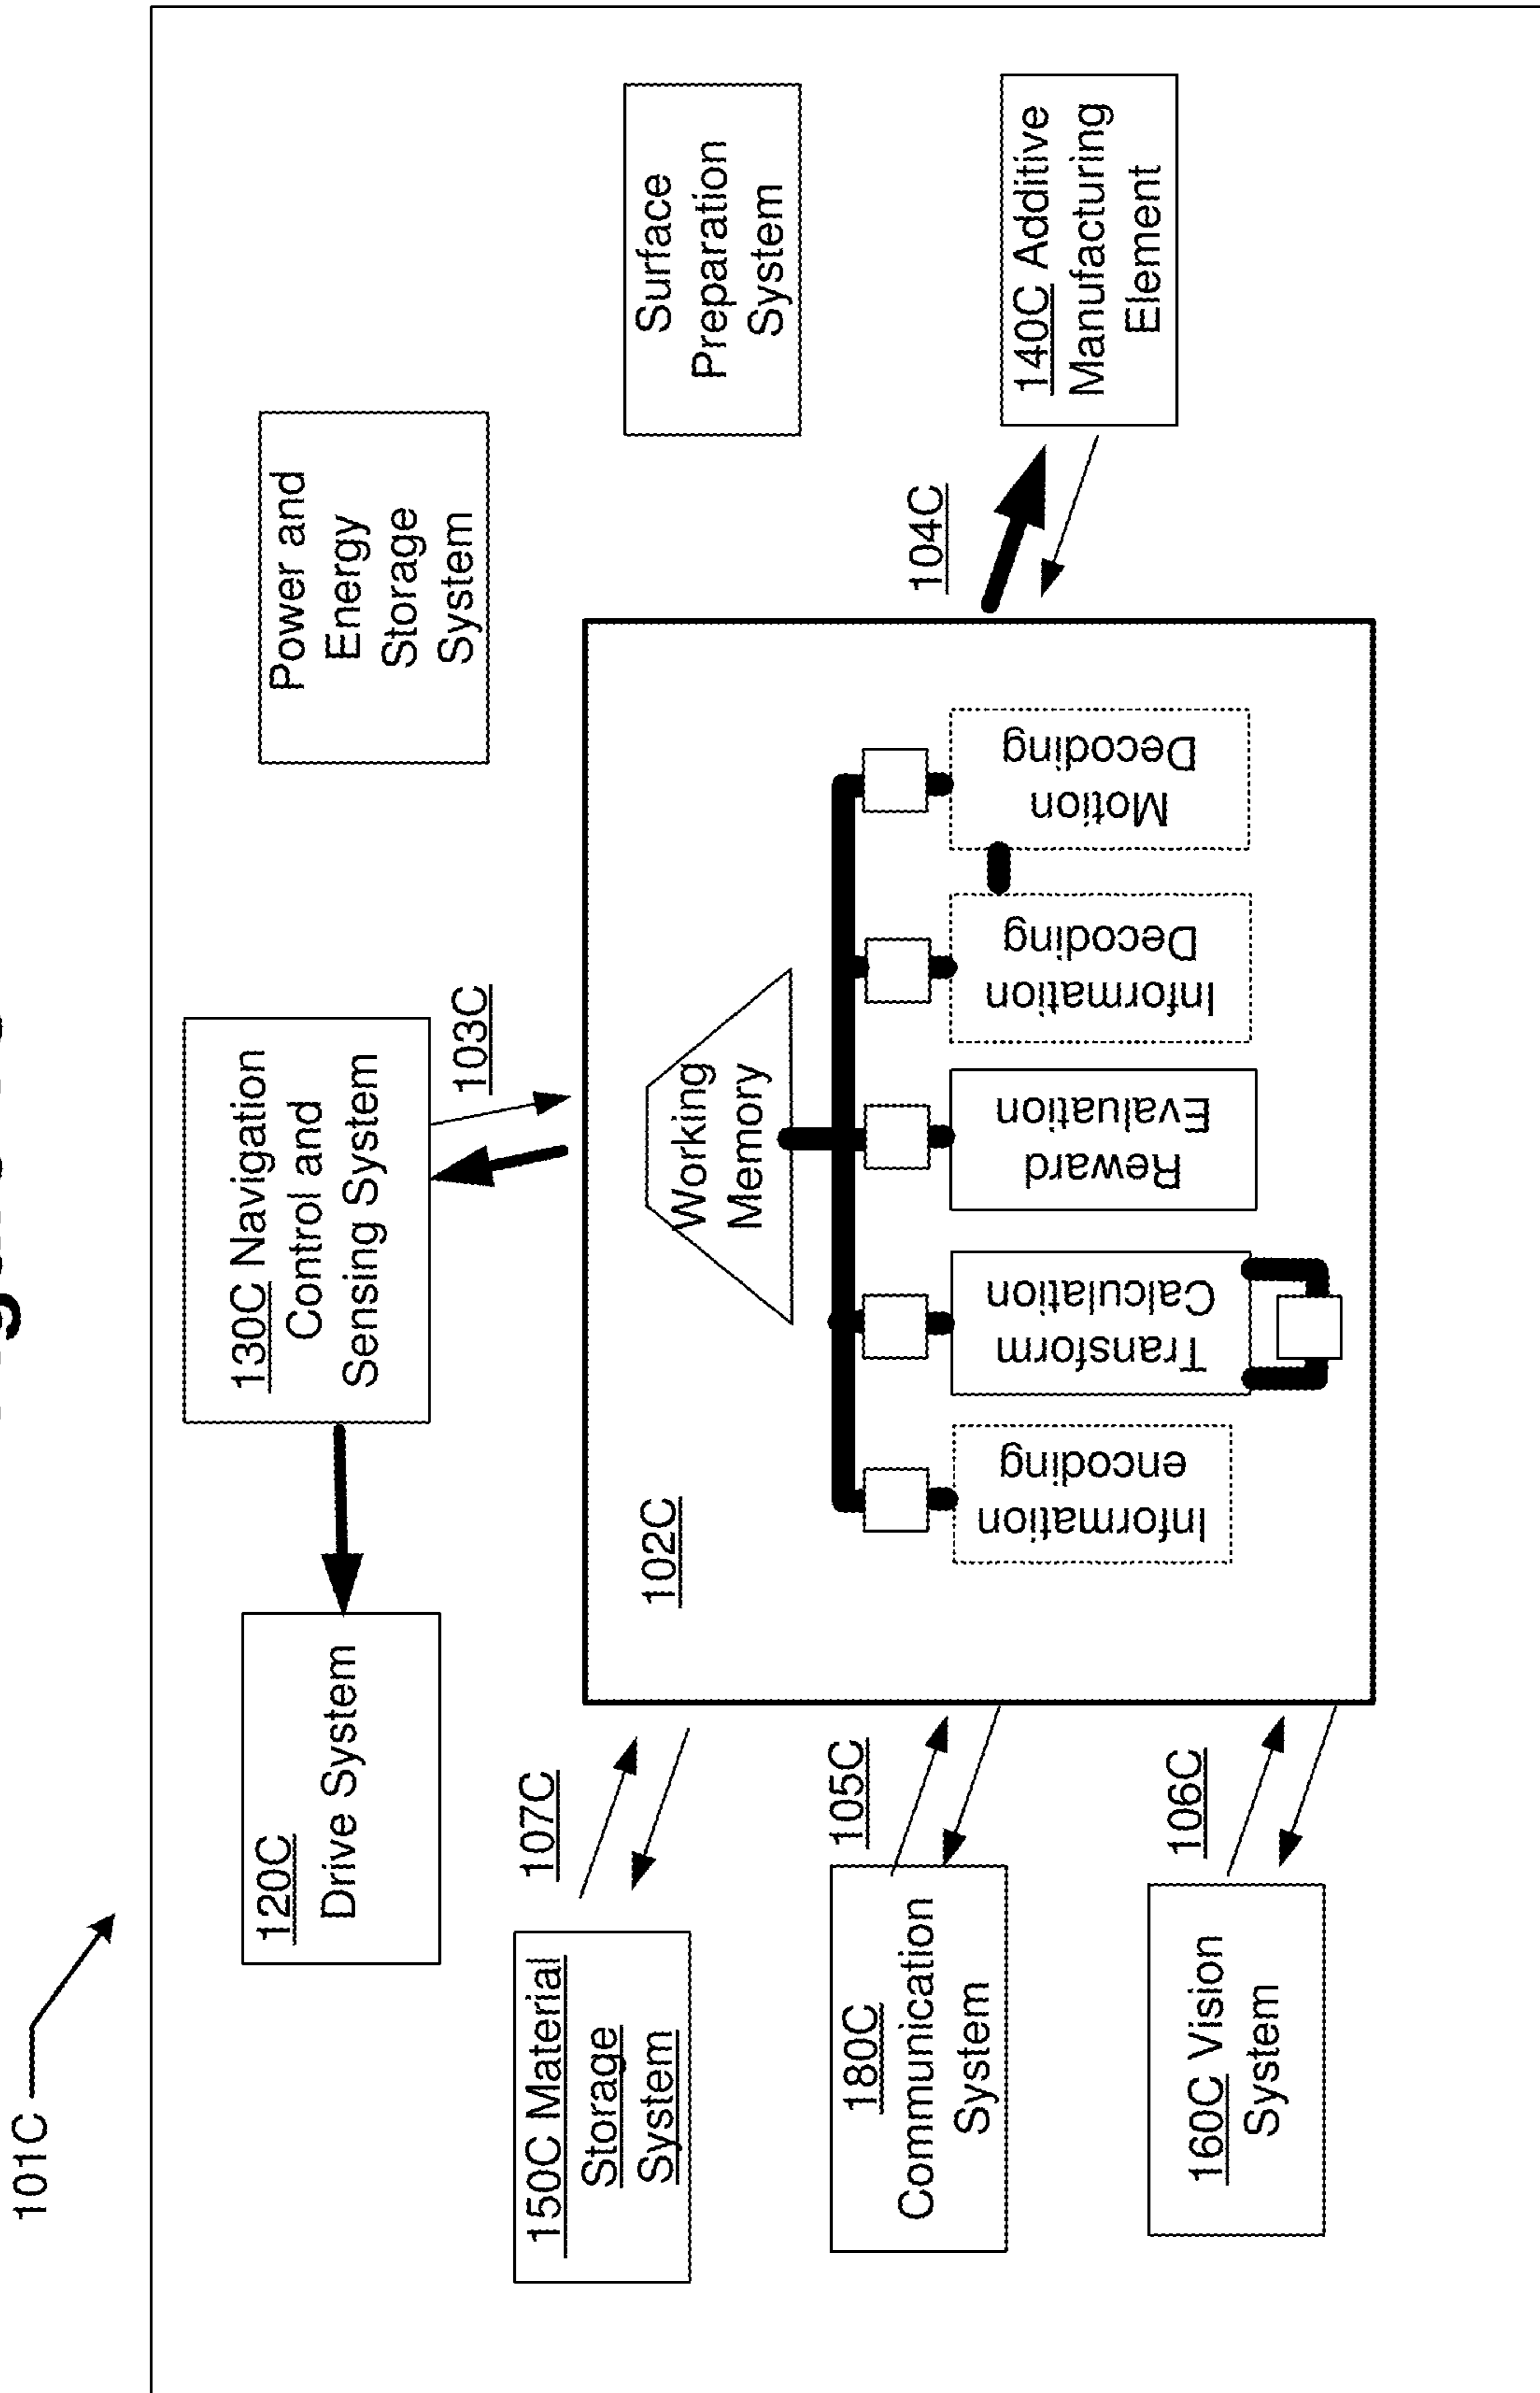 101C
120C
Drive System
130C Navigation
Control and
Sensing System
103C
Power and
Energy
Storage
System
Surface
Preparation
System
150C Material
Storage
System
107C
180C
Communication
System
105C
160C Vision
System
106C
102C
Working
Memory
Information
encoding
Transform
Calculation
Reward
Evaluation
Information
Decoding
Motion
Decoding
104C
140C Additive
Manufacturing
Element